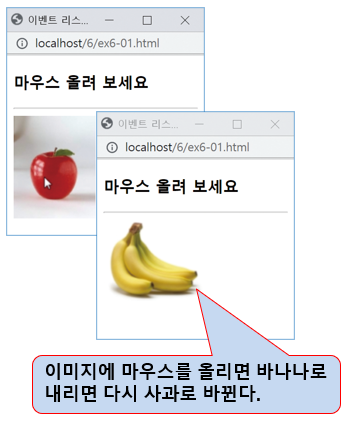 이벤트 리스...
localhost/6/ex6-01.html
마우스 올려 보세요
이벤트 리스...
localhost/6/ex6-01.html
마우스 올려 보세요
이미지에 마우스를 올리면 바나나로
내리면 다시 사과로 바뀐다.